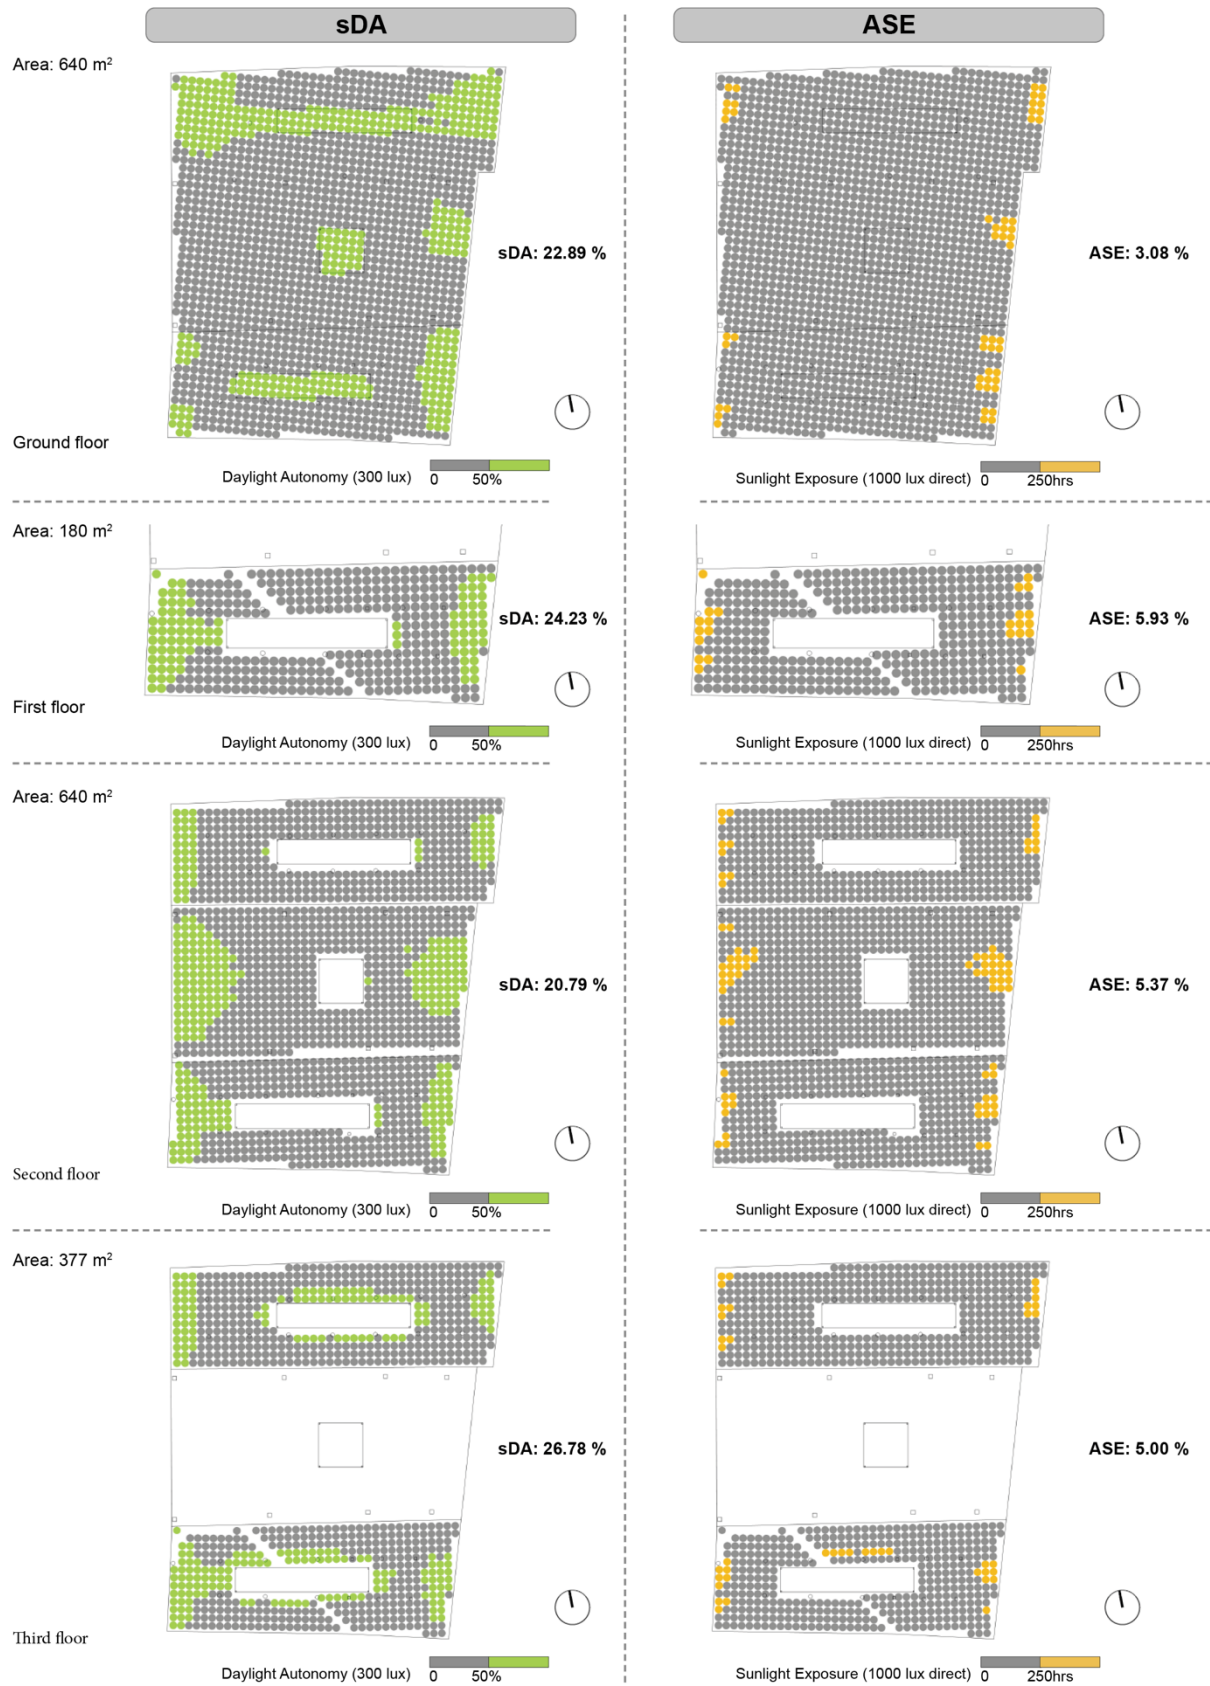 sDA
ASE
Area: 640 m²
sDA: 22.89 %
ASE: 3.08 %
Ground floor
Daylight Autonomy (300 lux)
0 50%
Sunlight Exposure (1000 lux direct)
0 250hrs
Area: 180 m²
sDA: 24.23 %
ASE: 5.93 %
First floor
Daylight Autonomy (300 lux)
0 50%
Sunlight Exposure (1000 lux direct)
0 250hrs
Area: 640 m²
sDA: 20.79 %
ASE: 5.37 %
Second floor
Daylight Autonomy (300 lux)
0 50%
Sunlight Exposure (1000 lux direct)
0 250hrs
Area: 377 m²
sDA: 26.78 %
ASE: 5.00 %
Third floor
Daylight Autonomy (300 lux)
0 50%
Sunlight Exposure (1000 lux direct)
0 250hrs